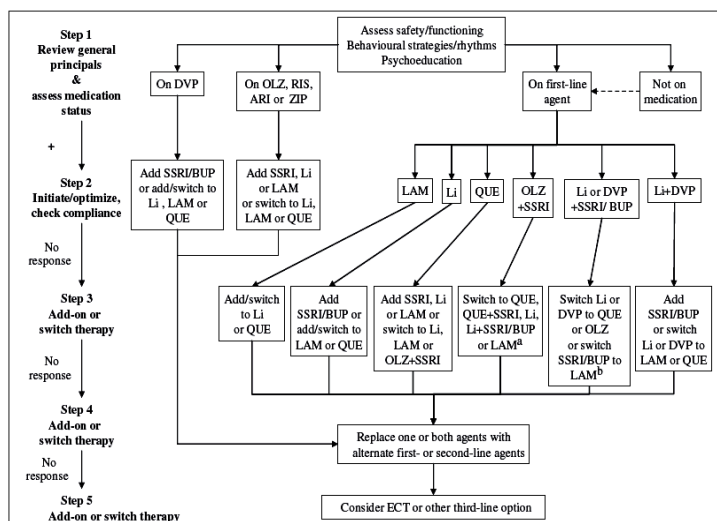 Step 1
Review general
principals
&
assess medication
status
+
Step 2
Initiate/optimize,
check compliance
No
response
Step 3
Add-on or
switch therapy
No
response
Step 4
Add-on or
switch therapy
No
response
Step 5
Add-on or switch therapy
Assess safety/functioning
Behavioural strategies/rhythms
Psychoeducation
On DVP
On OLZ, RIS,
ARI or ZIP
On first-line
agent
Not on
medication
Add SSRI/BUP
or add/switch to
Li , LAM or
QUE
Add SSRI, Li
or LAM
or switch to Li,
LAM or QUE
LAM
Li
QUE
OLZ
+SSRI
Li or DVP
+SSRI/ BUP
Li+DVP
Add/switch
to Li
or QUE
Add
SSRI/BUP or
add/switch to
LAM or QUE
Add SSRI, Li
or LAM or
switch to Li,
LAM or
OLZ+SSRI
Switch to QUE,
QUE+SSRI, Li,
Li+SSRI/BUP
or LAMa
Switch Li or
DVP to QUE
or OLZ
or switch
SSRI/BUP to
LAMb
Add
SSRI/BUP
or switch
Li or DVP to
LAM or QUE
Replace one or both agents with
alternate first- or second-line agents
Consider ECT or other third-line option